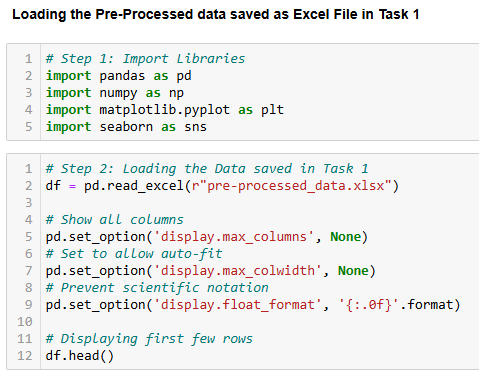 Loading the Pre-Processed data saved as Excel File in Task 1
1 # Step 1: Import Libraries
2 import pandas as pd
3 import numpy as np
4 import matplotlib.pyplot as plt
5 import seaborn as sns
1 # Step 2: Loading the Data saved in Task 1
2 df = pd.read_excel(r"pre-processed_data.xlsx")
3
4 # Show all columns
5 pd.set_option('display.max_columns', None)
6 # Set to allow auto-fit
7 pd.set_option('display.max_colwidth', None)
8 # Prevent scientific notation
9 pd.set_option('display.float_format', '{:.0f}'.format)
10
11 # Displaying first few rows
12 df.head()